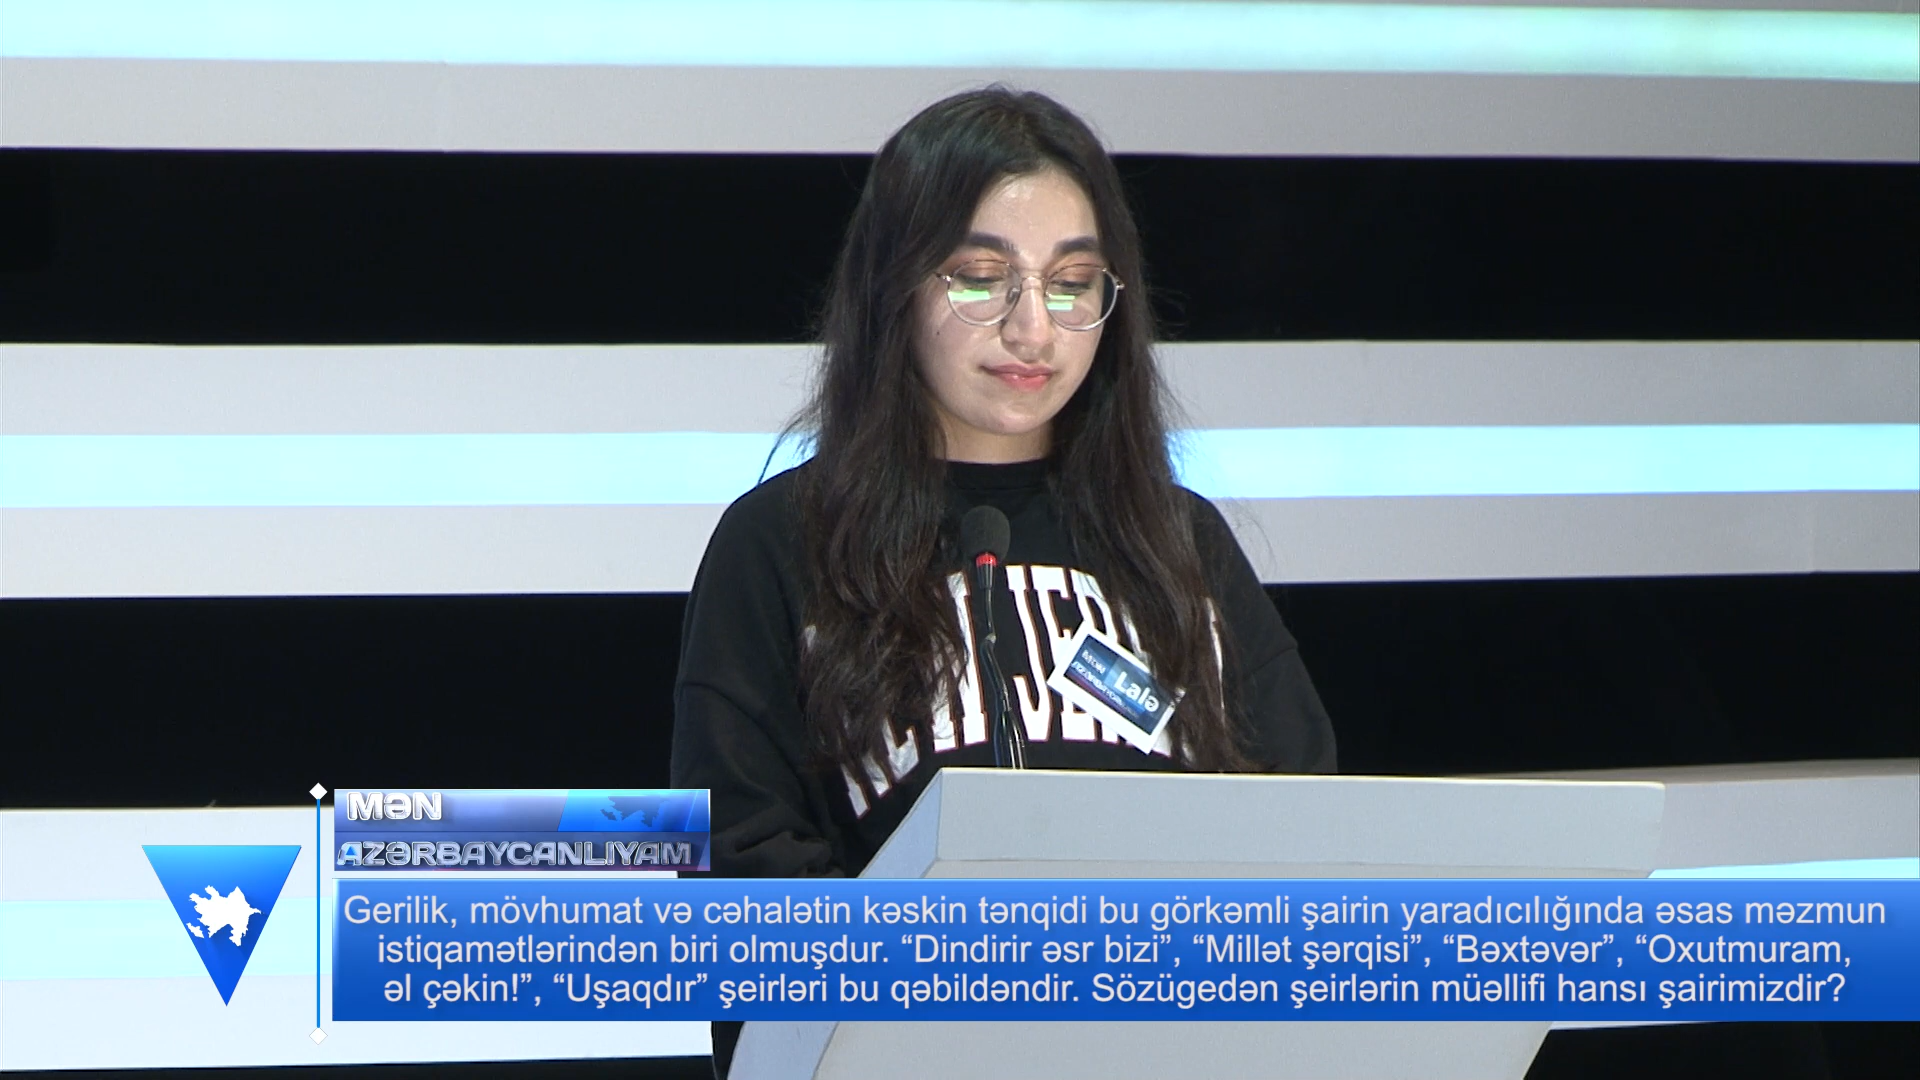 Lalə
MƏN
AZƏRBAYCANLIYAM
Gerilik, mövhumat və cəhalətin kəskin tənqidi bu görkəmli şairin yaradıcılığında əsas məzmun
istiqamətlərindən biri olmuşdur. “Dindirir əsr bizi”, “Millət şərqisi”, “Bəxtəvər”, “Oxutmuram,
əl çəkin!”, “Uşaqdır” şeirləri bu qəbildəndir. Sözügedən şeirlərin müəllifi hansı şairimizdir?